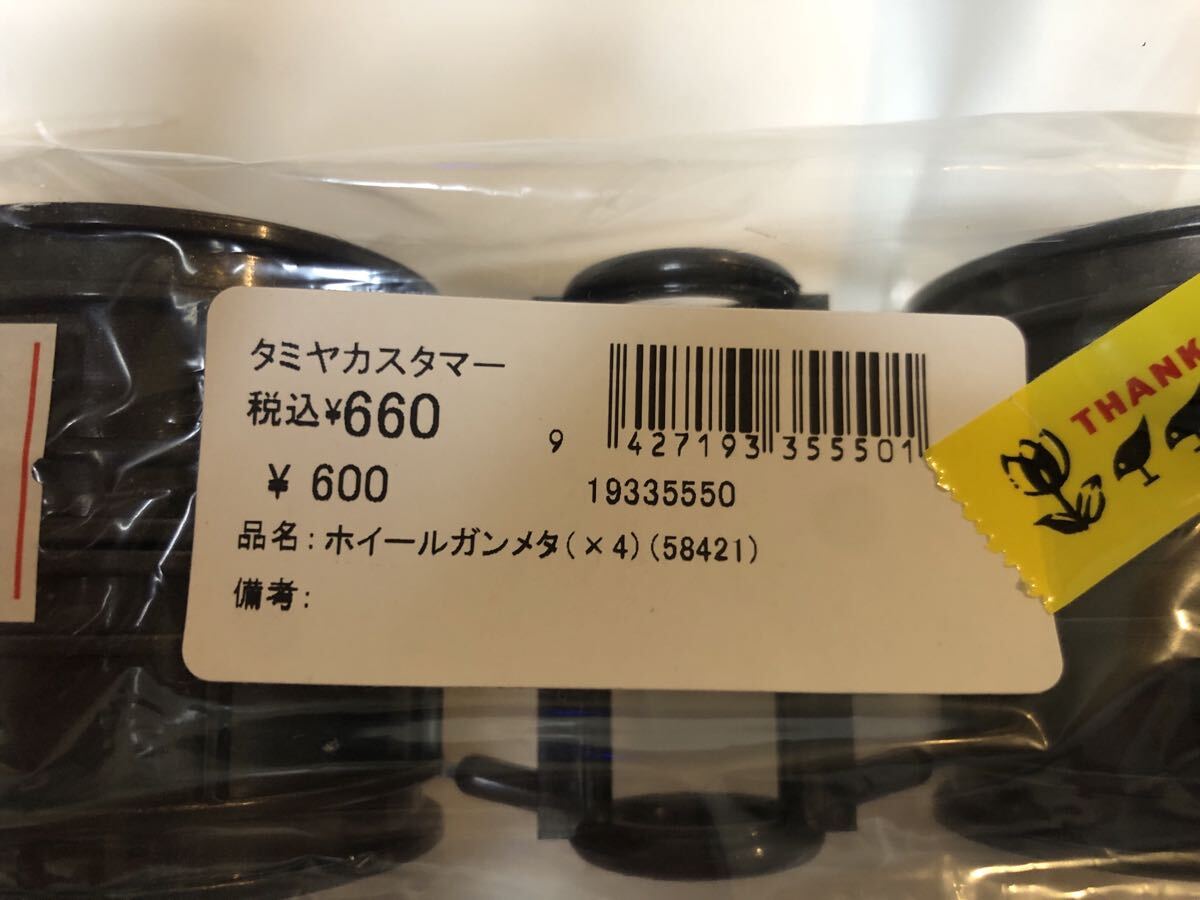 タミヤカスタマー
税込¥660
¥ 600
9 427193 355501
19335550
品名:ホイールガンメタ(×4)(58421)
備考:
THANK